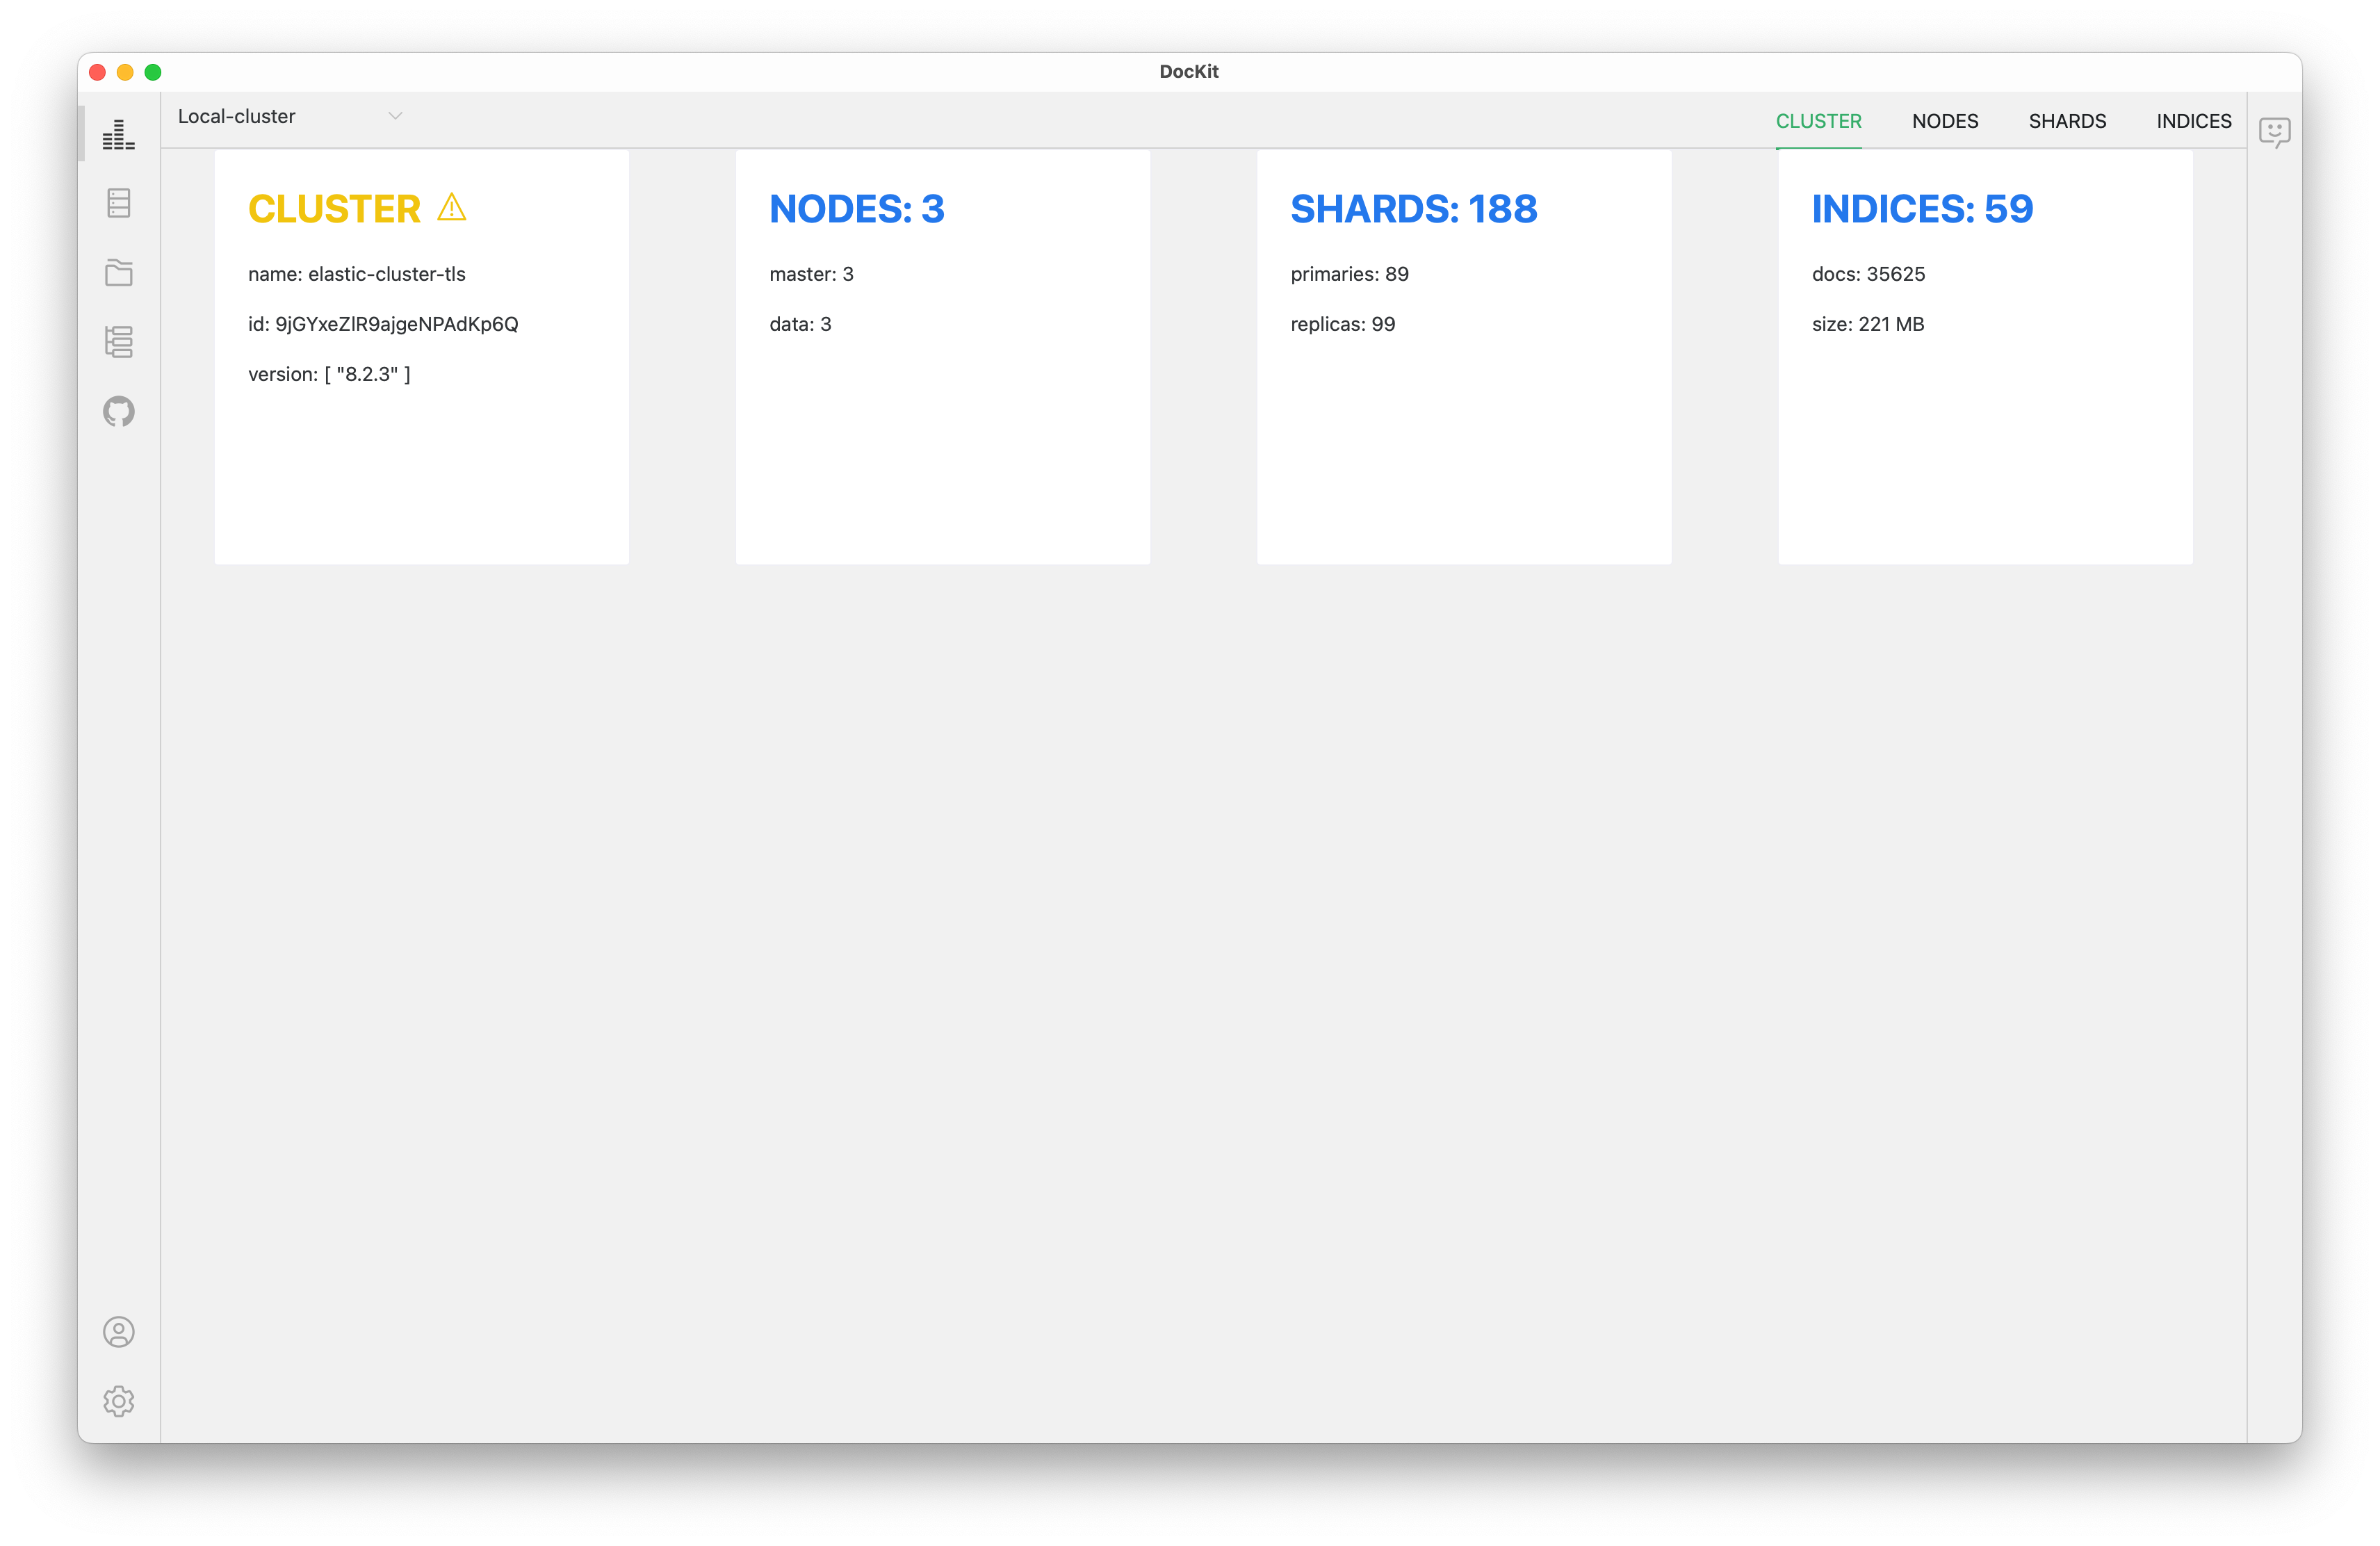 DocKit
Local-cluster
CLUSTER NODES SHARDS INDICES
CLUSTER
name: elastic-cluster-tls
id: 9jGYxeZlR9ajgeNPAdKp6Q
version: [ "8.2.3" ]
NODES: 3
master: 3
data: 3
SHARDS: 188
primaries: 89
replicas: 99
INDICES: 59
docs: 35625
size: 221 MB